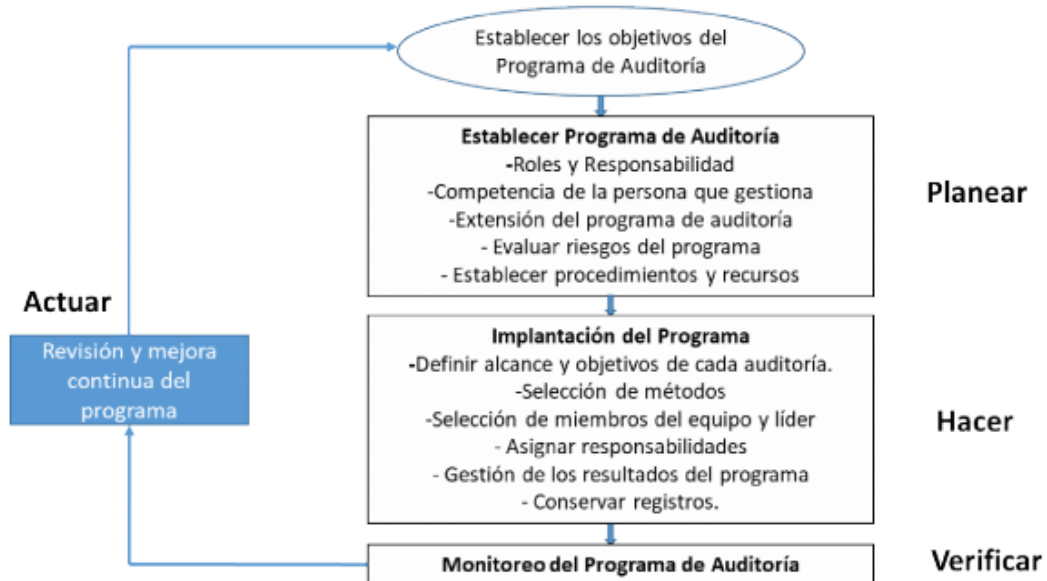 Establecer los objetivos del
Programa de Auditoría
Establecer Programa de Auditoría
-Roles y Responsabilidad
-Competencia de la persona que gestiona
-Extensión del programa de auditoría
- Evaluar riesgos del programa
- Establecer procedimientos y recursos
Planear
Actuar
Revisión y mejora
continua del
programa
Implantación del Programa
-Definir alcance y objetivos de cada auditoría.
-Selección de métodos
-Selección de miembros del equipo y líder
- Asignar responsabilidades
- Gestión de los resultados del programa
- Conservar registros.
Hacer
Monitoreo del Programa de Auditoría
Verificar